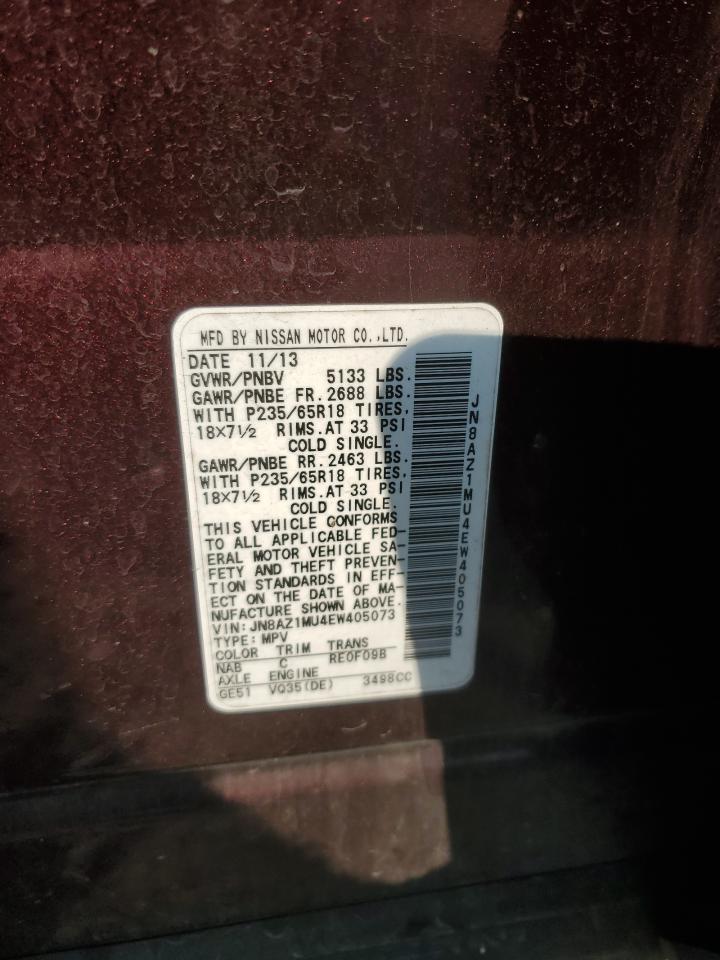 MFD BY NISSAN MOTOR CO.,LTD.
DATE 11/13
GVWR/PNBV 5133 LBS.
GAWR/PNBE FR. 2688 LBS.
WITH P235/65R18 TIRES,
18×7½ RIMS.AT 33 PSI
COLD SINGLE.
GAWR/PNBE RR. 2463 LBS.
WITH P235/65R18 TIRES,
18×7½ RIMS.AT 33 PSI
COLD SINGLE.
THIS VEHICLE CONFORMS
TO ALL APPLICABLE FED-
ERAL MOTOR VEHICLE SA-
FETY AND THEFT PREVEN-
TION STANDARDS IN EFF-
ECT ON THE DATE OF MA-
NUFACTURE SHOWN ABOVE.
VIN: JN8AZ1MU4EW405073
TYPE: MPV
COLOR TRIM TRANS
NAB C RE0F09B
AXLE ENGINE
GE51 VQ35(DE) 3498CC
JN8AZ1MU4EW405073